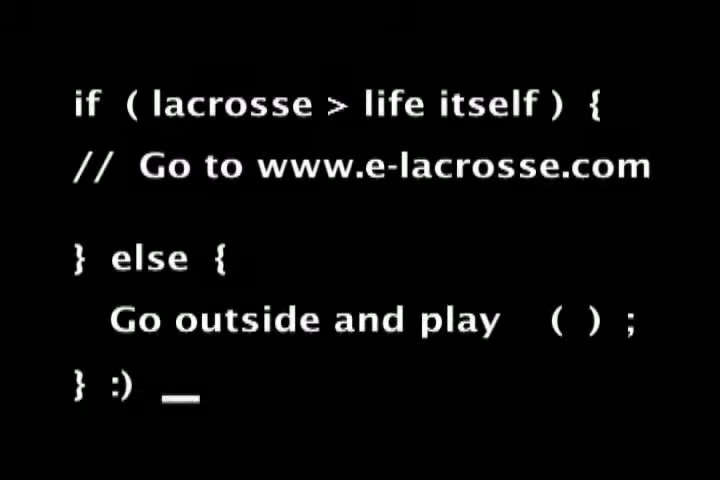 if ( lacrosse > life itself ) {
// Go to www.e-lacrosse.com
} else {
Go outside and play ( ) ;
} :) _